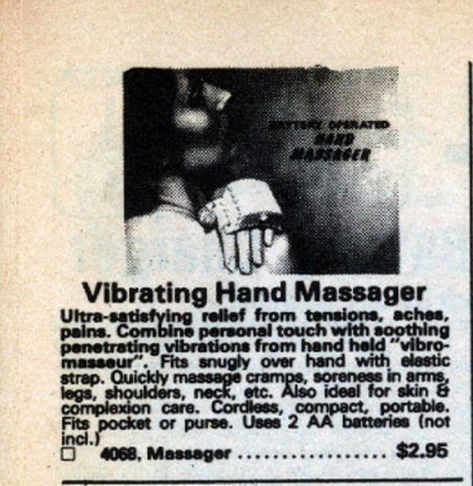 BATTERY OPERATED
HAND
MASSAGER
Vibrating Hand Massager
Ultra-satisfying relief from tensions, aches,
pains. Combine personal touch with soothing
penetrating vibrations from hand held "vibro-
masseur". Fits snugly over hand with elastic
strap. Quickly massage cramps, soreness in arms,
legs, shoulders, neck, etc. Also ideal for skin &
complexion care. Cordless, compact, portable.
Fits pocket or purse. Uses 2 AA batteries (not
incl.)
☐ 4068, Massager ................. $2.95